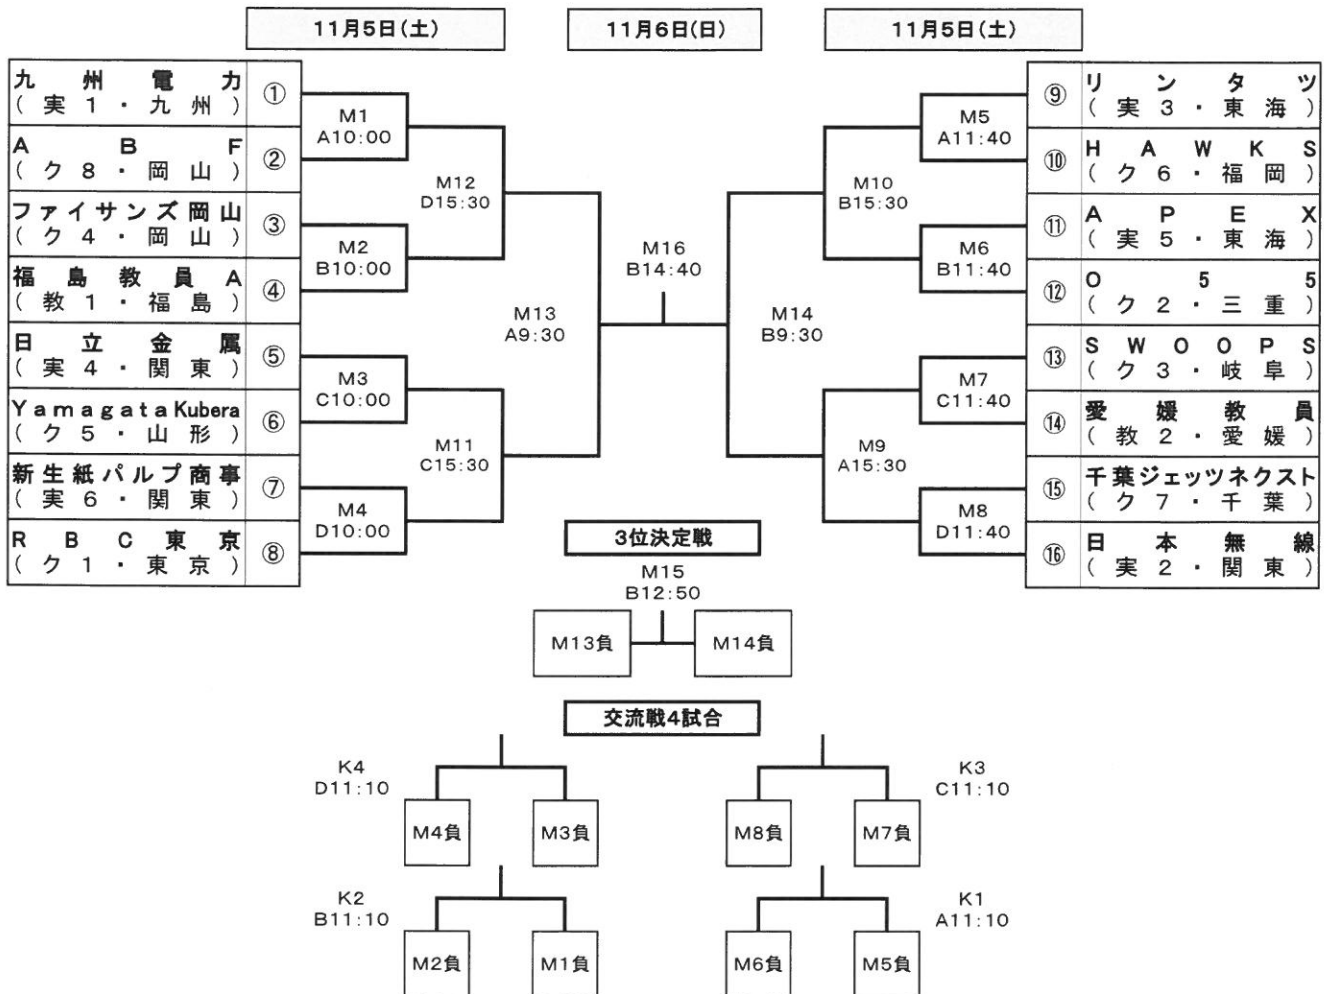 11月5日(土)
11月6日(日)
11月5日(土)
九州電力
(実1・九州)
①
ABF
(ク8・岡山)
②
ファイサンズ岡山
(ク4・岡山)
③
福島教員A
(教1・福島)
④
日立金属
(実4・関東)
⑤
YamagataKubera
(ク5・山形)
⑥
新生紙パルプ商事
(実6・関東)
⑦
RBC東京
(ク1・東京)
⑧
M1
A10:00
M2
B10:00
M3
C10:00
M4
D10:00
M12
D15:30
M11
C15:30
M13
A9:30
M16
B14:40
M14
B9:30
M10
B15:30
M9
A15:30
M5
A11:40
M6
B11:40
M7
C11:40
M8
D11:40
⑨
リンタツ
(実3・東海)
⑩
HAWKS
(ク6・福岡)
⑪
APEX
(実5・東海)
⑫
O55
(ク2・三重)
⑬
SWOOPS
(ク3・岐阜)
⑭
愛媛教員
(教2・愛媛)
⑮
千葉ジェッツネクスト
(ク7・千葉)
⑯
日本無線
(実2・関東)
3位決定戦
M15
B12:50
M13負
M14負
交流戦4試合
K4
D11:10
M4負
M3負
K3
C11:10
M8負
M7負
K2
B11:10
M2負
M1負
K1
A11:10
M6負
M5負